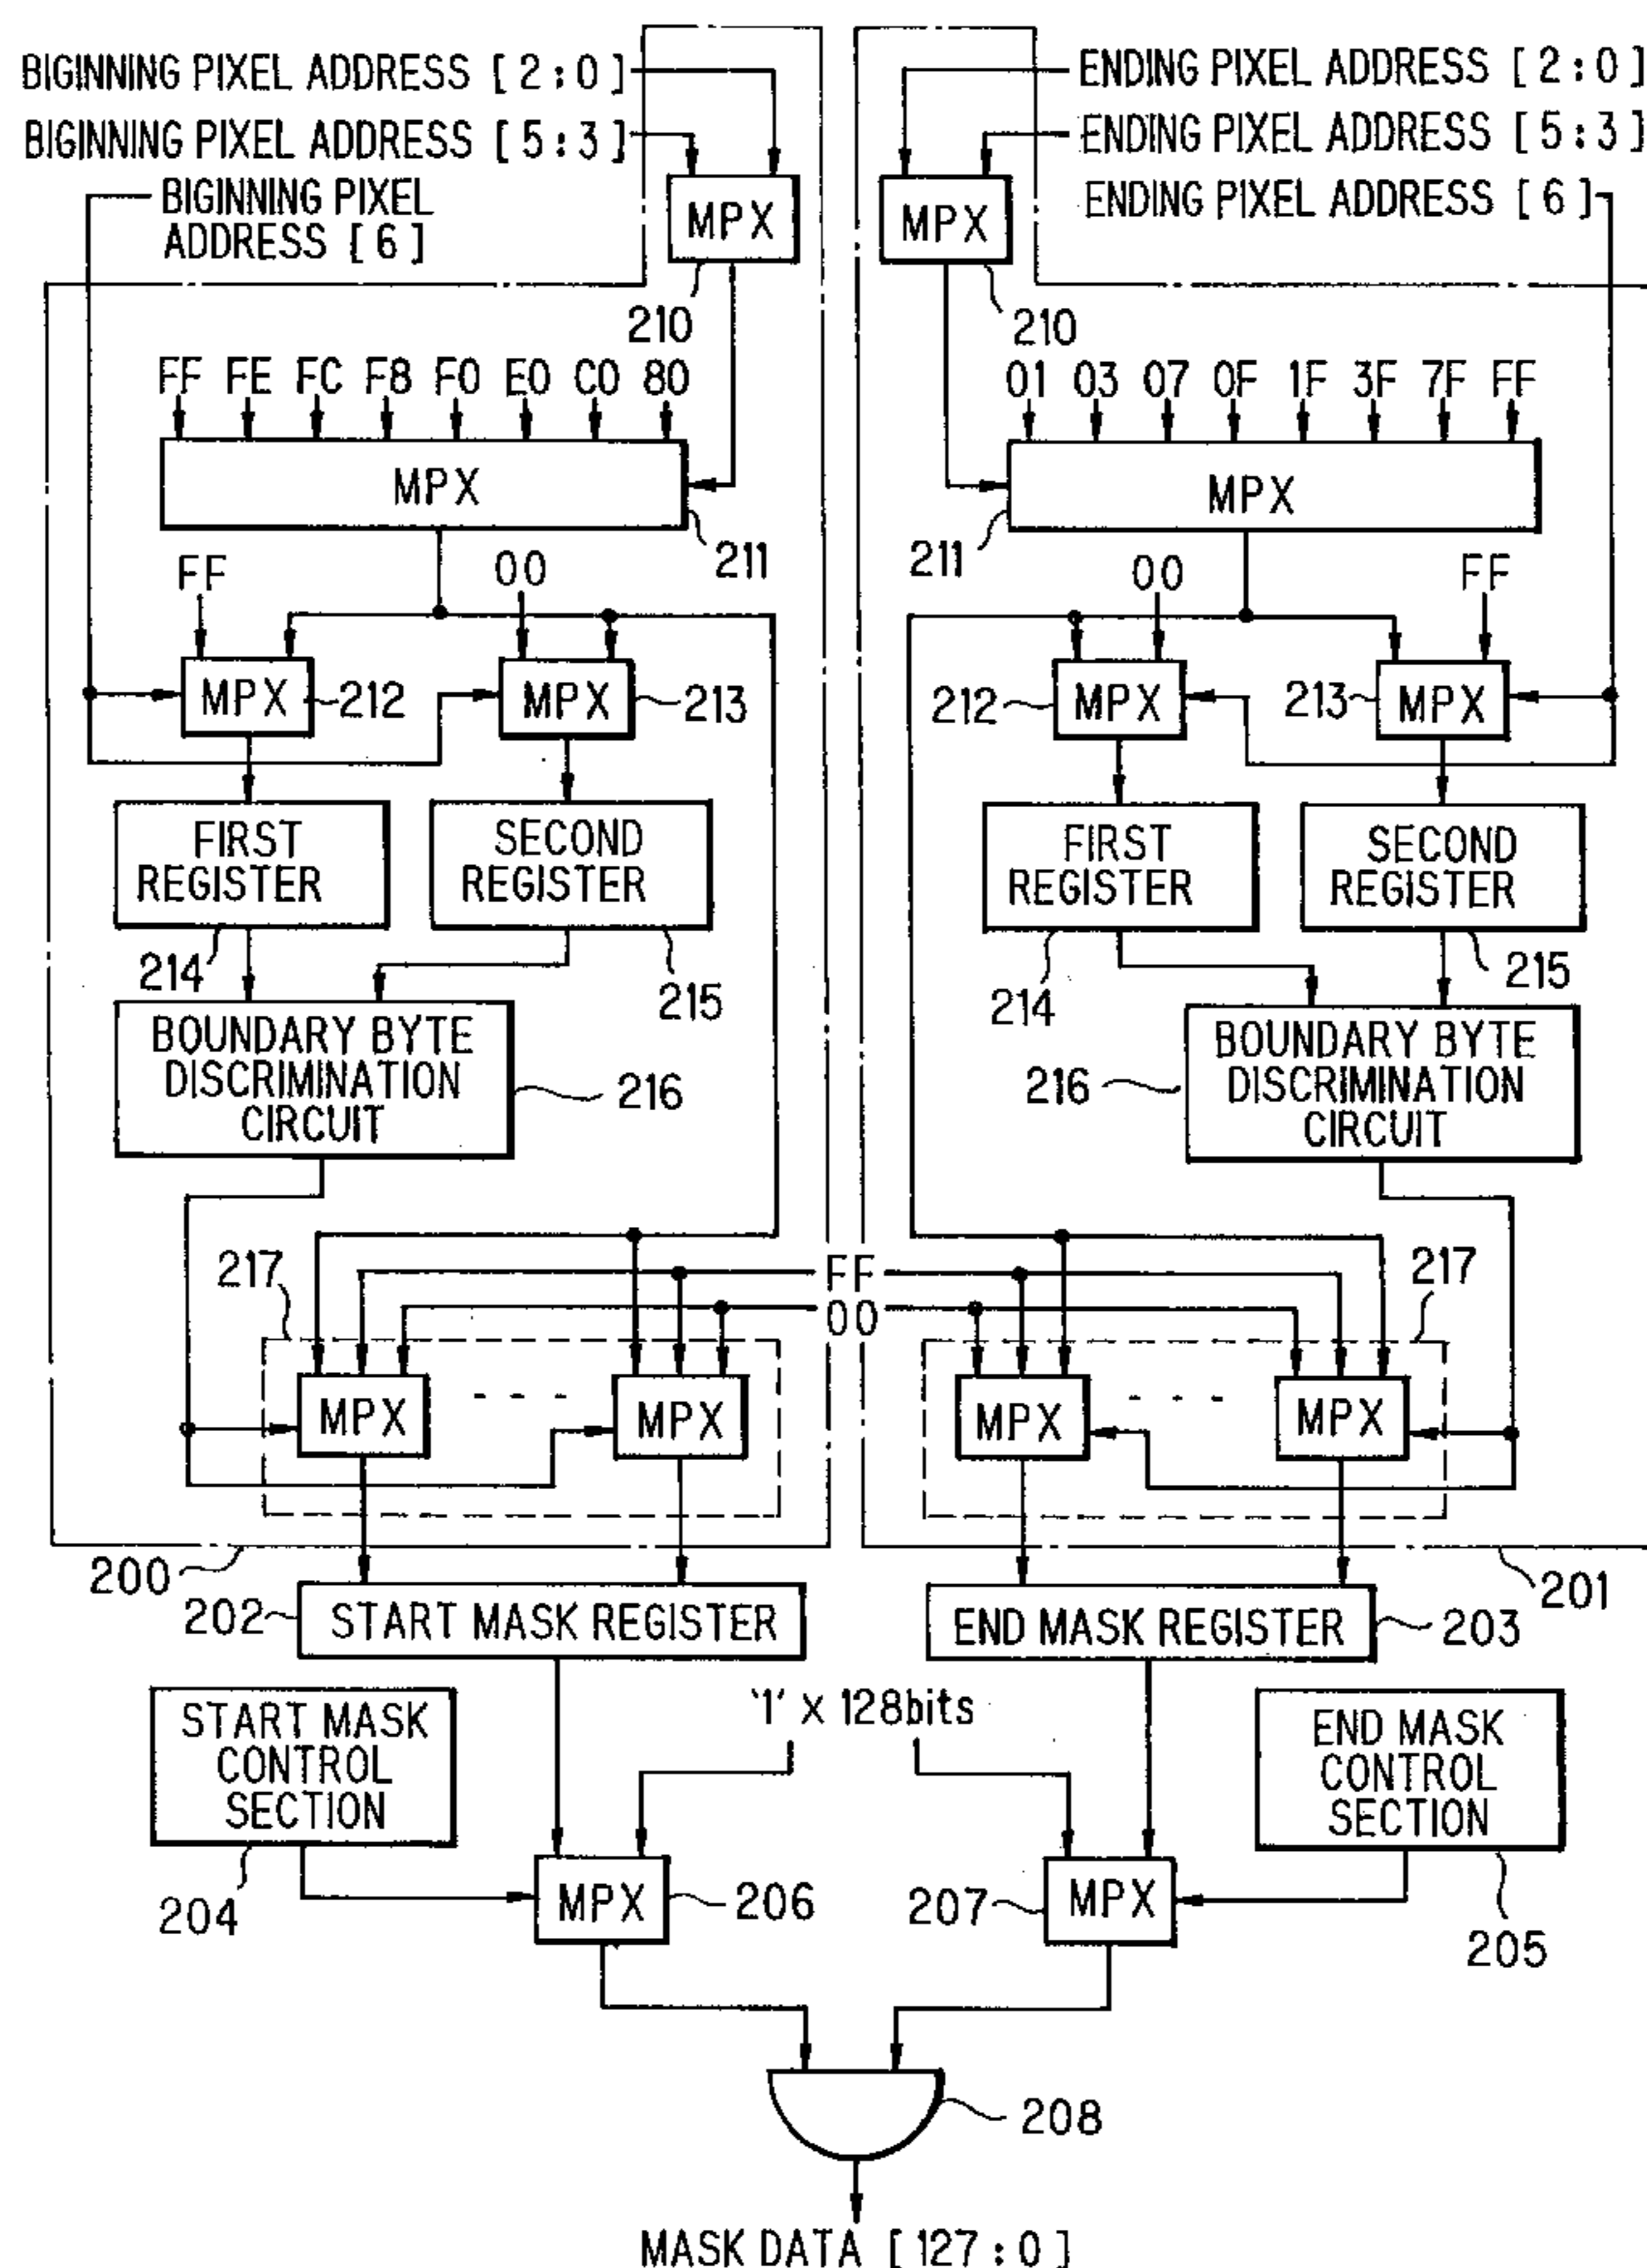 BIGINNING PIXEL ADDRESS [ 2 : 0 ]
BIGINNING PIXEL ADDRESS [ 5 : 3 ]
BIGINNING PIXEL
ADDRESS [ 6 ]
ENDING PIXEL ADDRESS [ 2 : 0 ]
ENDING PIXEL ADDRESS [ 5 : 3 ]
ENDING PIXEL ADDRESS [ 6 ]
MPX
MPX
210
210
FF FE FC F8 F0 E0 C0 80
01 03 07 0F 1F 3F 7F FF
MPX
MPX
211
211
FF
00
00
FF
MPX
212
MPX
213
212
MPX
213
MPX
FIRST
REGISTER
SECOND
REGISTER
FIRST
REGISTER
SECOND
REGISTER
214
215
214
215
BOUNDARY BYTE
DISCRIMINATION
CIRCUIT
216
216
BOUNDARY BYTE
DISCRIMINATION
CIRCUIT
217
FF
00
217
MPX
- - -
MPX
MPX
- - -
MPX
200
201
202
START MASK REGISTER
END MASK REGISTER
203
START MASK
CONTROL
SECTION
'1' × 128bits
END MASK
CONTROL
SECTION
204
MPX
206
207
MPX
205
208
MASK DATA [ 127 : 0 ]